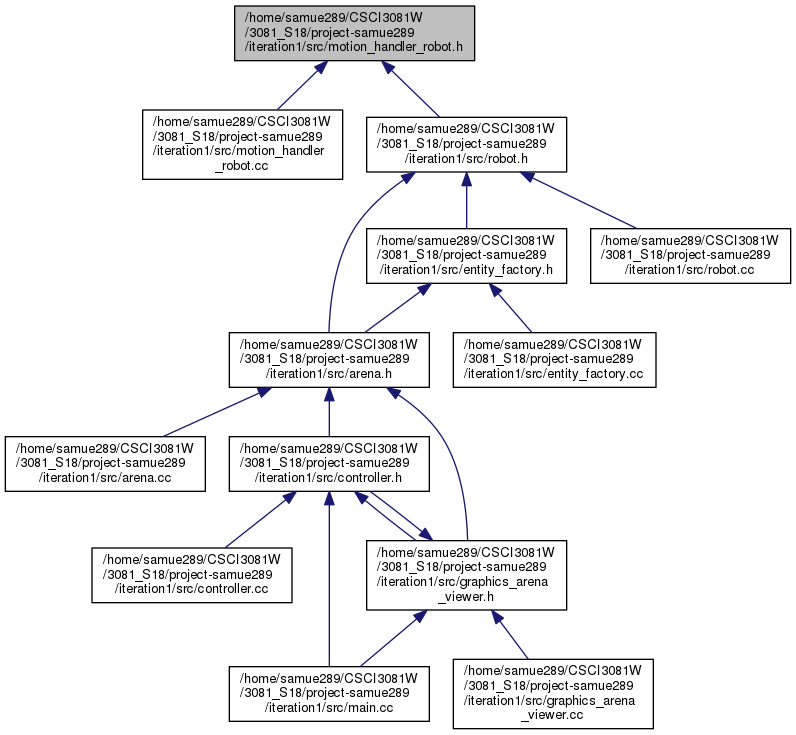 /home/samue289/CSCI3081W
/3081_S18/project-samue289
/iteration1/src/motion_handler_robot.h
/home/samue289/CSCI3081W
/3081_S18/project-samue289
/iteration1/src/motion_handler
_robot.cc
/home/samue289/CSCI3081W
/3081_S18/project-samue289
/iteration1/src/robot.h
/home/samue289/CSCI3081W
/3081_S18/project-samue289
/iteration1/src/entity_factory.h
/home/samue289/CSCI3081W
/3081_S18/project-samue289
/iteration1/src/robot.cc
/home/samue289/CSCI3081W
/3081_S18/project-samue289
/iteration1/src/arena.h
/home/samue289/CSCI3081W
/3081_S18/project-samue289
/iteration1/src/entity_factory.cc
/home/samue289/CSCI3081W
/3081_S18/project-samue289
/iteration1/src/arena.cc
/home/samue289/CSCI3081W
/3081_S18/project-samue289
/iteration1/src/controller.h
/home/samue289/CSCI3081W
/3081_S18/project-samue289
/iteration1/src/controller.cc
/home/samue289/CSCI3081W
/3081_S18/project-samue289
/iteration1/src/graphics_arena
_viewer.h
/home/samue289/CSCI3081W
/3081_S18/project-samue289
/iteration1/src/main.cc
/home/samue289/CSCI3081W
/3081_S18/project-samue289
/iteration1/src/graphics_arena
_viewer.cc